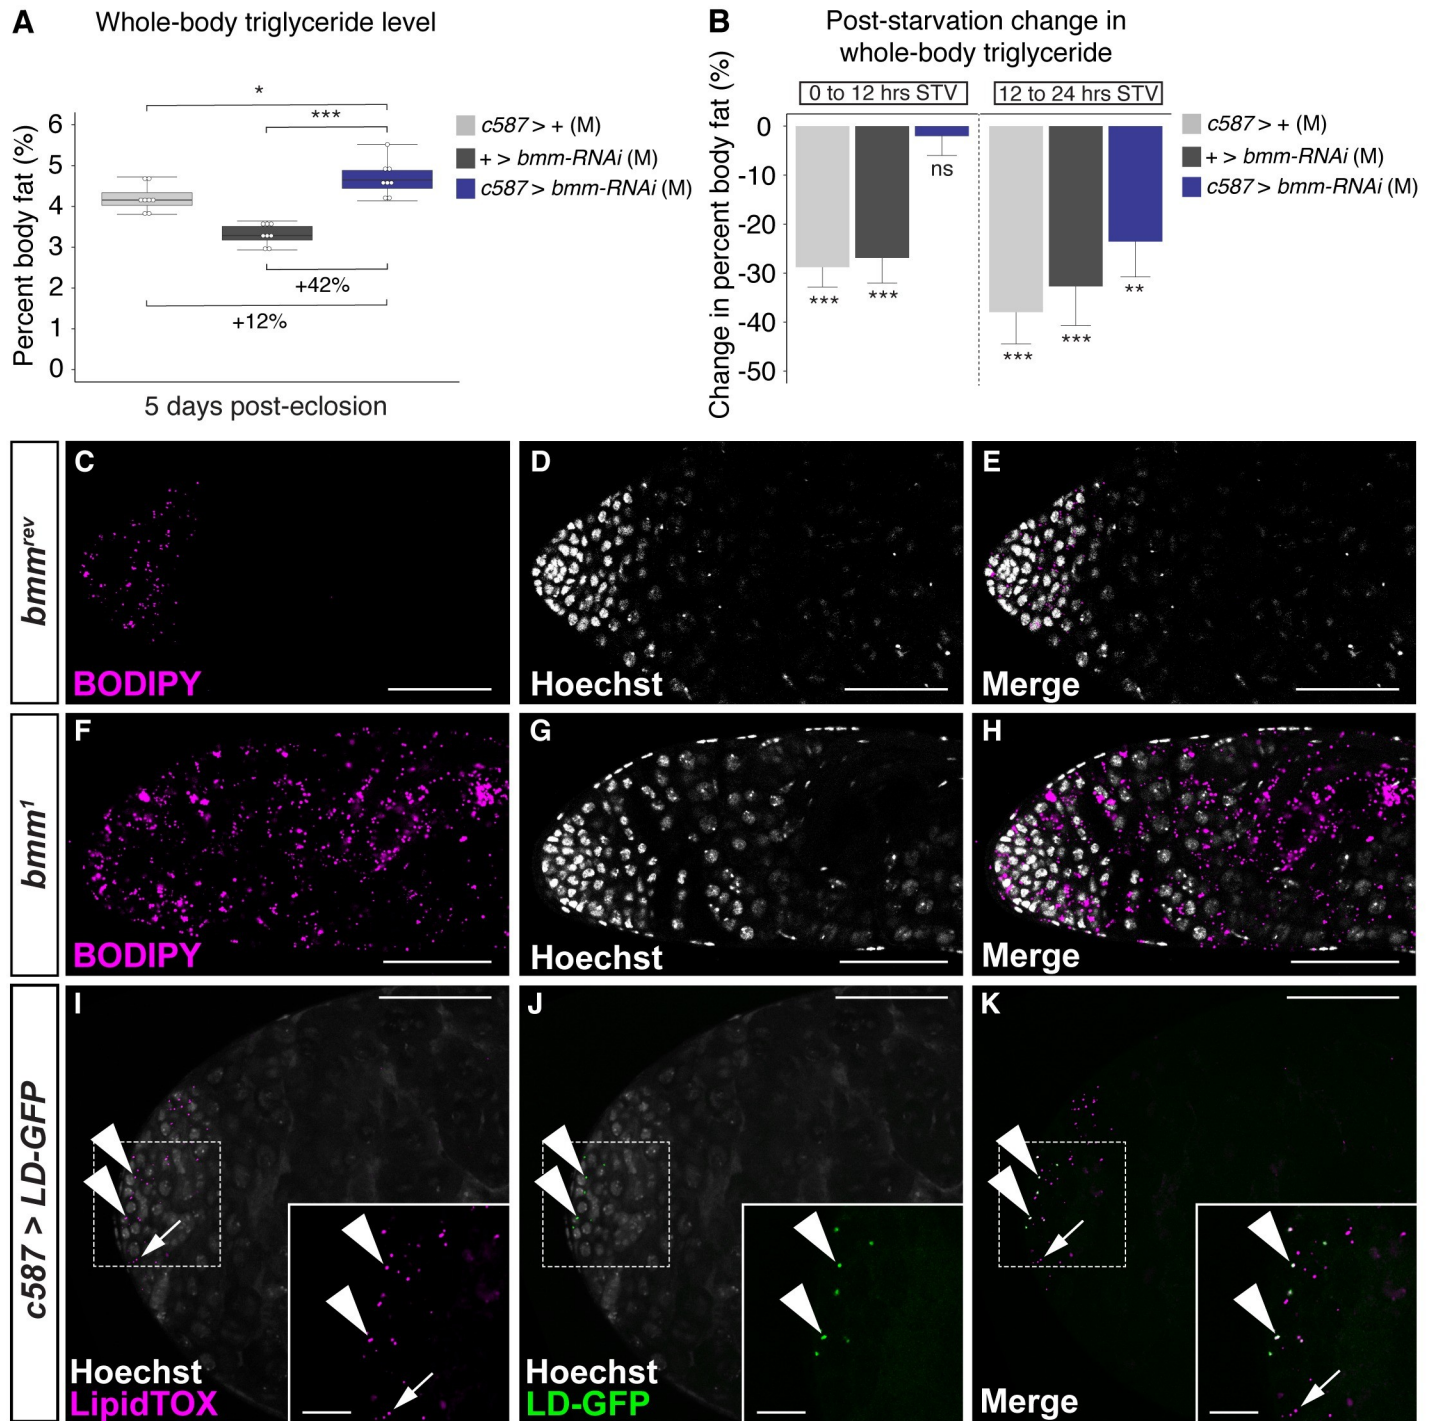 A
Whole-body triglyceride level
*
***
Percent body fat (%)
6
5
4
3
2
1
0
+42%
+12%
5 days post-eclosion
c587 > + (M)
+ > bmm-RNAi (M)
c587 > bmm-RNAi (M)
B
Post-starvation change in
whole-body triglyceride
0 to 12 hrs STV
12 to 24 hrs STV
Change in percent body fat (%)
0
-10
-20
-30
-40
-50
***
***
ns
***
***
**
c587 > + (M)
+ > bmm-RNAi (M)
c587 > bmm-RNAi (M)
bmmrev
C
BODIPY
D
Hoechst
E
Merge
bmm1
F
BODIPY
G
Hoechst
H
Merge
c587 > LD-GFP
I
Hoechst
LipidTOX
J
Hoechst
LD-GFP
K
Merge